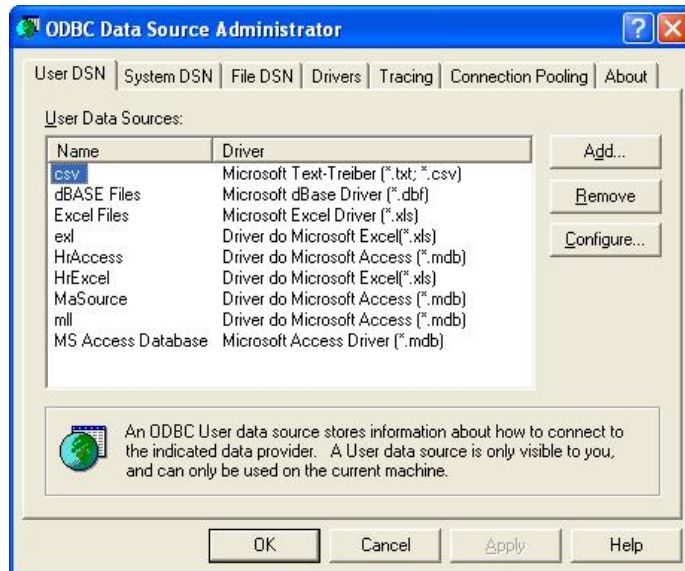 ODBC Data Source Administrator
User DSN System DSN File DSN Drivers Tracing Connection Pooling About
User Data Sources:
Name Driver
csv Microsoft Text-Treiber (*.txt; *.csv)
dBASE Files Microsoft dBase Driver (*.dbf)
Excel Files Microsoft Excel Driver (*.xls)
exl Driver do Microsoft Excel(*.xls)
HrAccess Driver do Microsoft Access (*.mdb)
HrExcel Driver do Microsoft Excel(*.xls)
MaSource Driver do Microsoft Access (*.mdb)
mll Driver do Microsoft Access (*.mdb)
MS Access Database Microsoft Access Driver (*.mdb)
Add...
Remove
Configure...
An ODBC User data source stores information about how to connect to
the indicated data provider. A User data source is only visible to you,
and can only be used on the current machine.
OK Cancel Apply Help